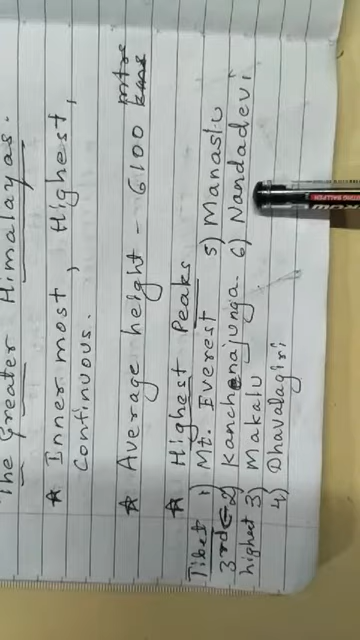 The Greater Himalayas.
* Inner most, Highest,
Continuous.
* Average height - 6100 mtrs
* Highest Peaks
Tibet 1) Mt. Everest 5) Manaslu
3rd ← 2) Kanchenajunga. 6) Nandadevi
highest 3) Makalu
4) Dhavalagiri